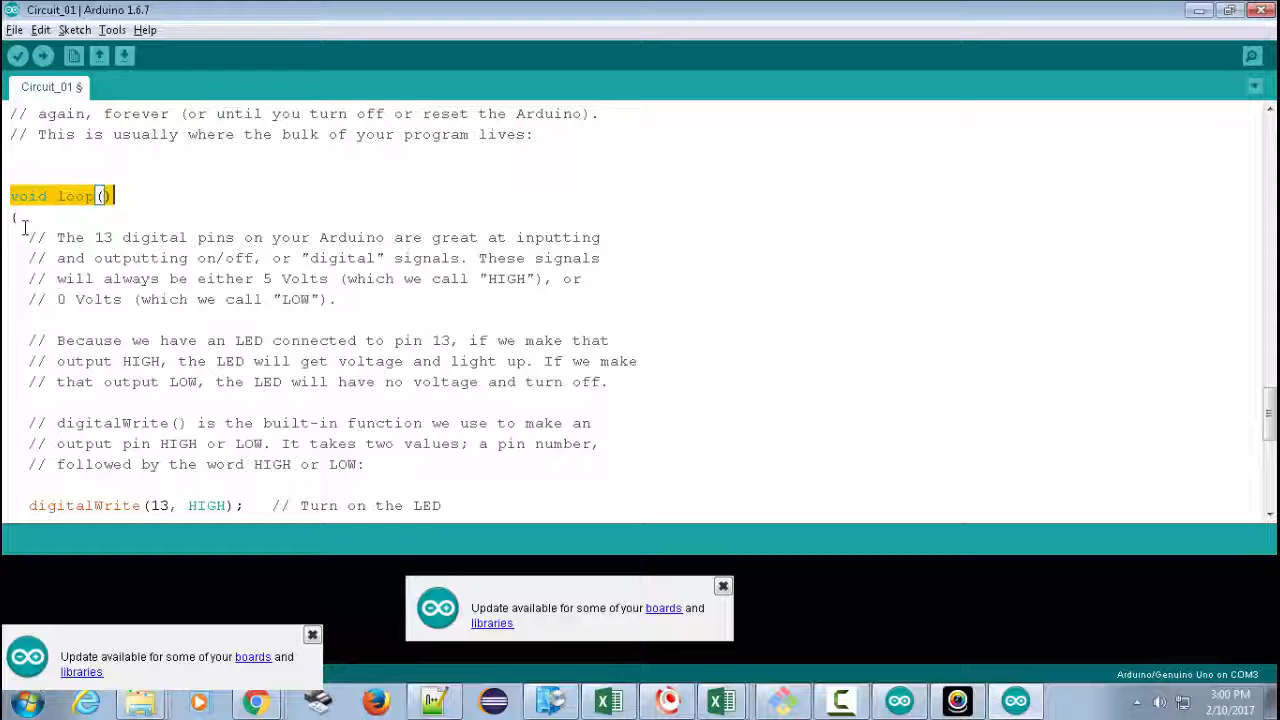 Circuit_01 | Arduino 1.6.7
File Edit Sketch Tools Help
Circuit_01 §
// again, forever (or until you turn off or reset the Arduino).
// This is usually where the bulk of your program lives:
void loop()
{
// The 13 digital pins on your Arduino are great at inputting
// and outputting on/off, or "digital" signals. These signals
// will always be either 5 Volts (which we call "HIGH"), or
// 0 Volts (which we call "LOW").
// Because we have an LED connected to pin 13, if we make that
// output HIGH, the LED will get voltage and light up. If we make
// that output LOW, the LED will have no voltage and turn off.
// digitalWrite() is the built-in function we use to make an
// output pin HIGH or LOW. It takes two values; a pin number,
// followed by the word HIGH or LOW:
digitalWrite(13, HIGH);   // Turn on the LED
Update available for some of your boards and
libraries
Update available for some of your boards and
libraries
Arduino/Genuino Uno on COM3
3:00 PM
2/10/2017